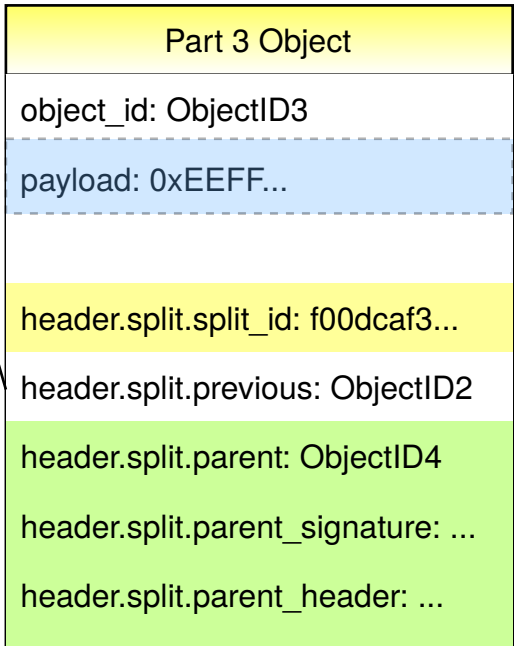 Part 3 Object
object_id: ObjectID3
payload: 0xEEFF...
header.split.split_id: f00dcaf3...
header.split.previous: ObjectID2
header.split.parent: ObjectID4
header.split.parent_signature: ...
header.split.parent_header: ...